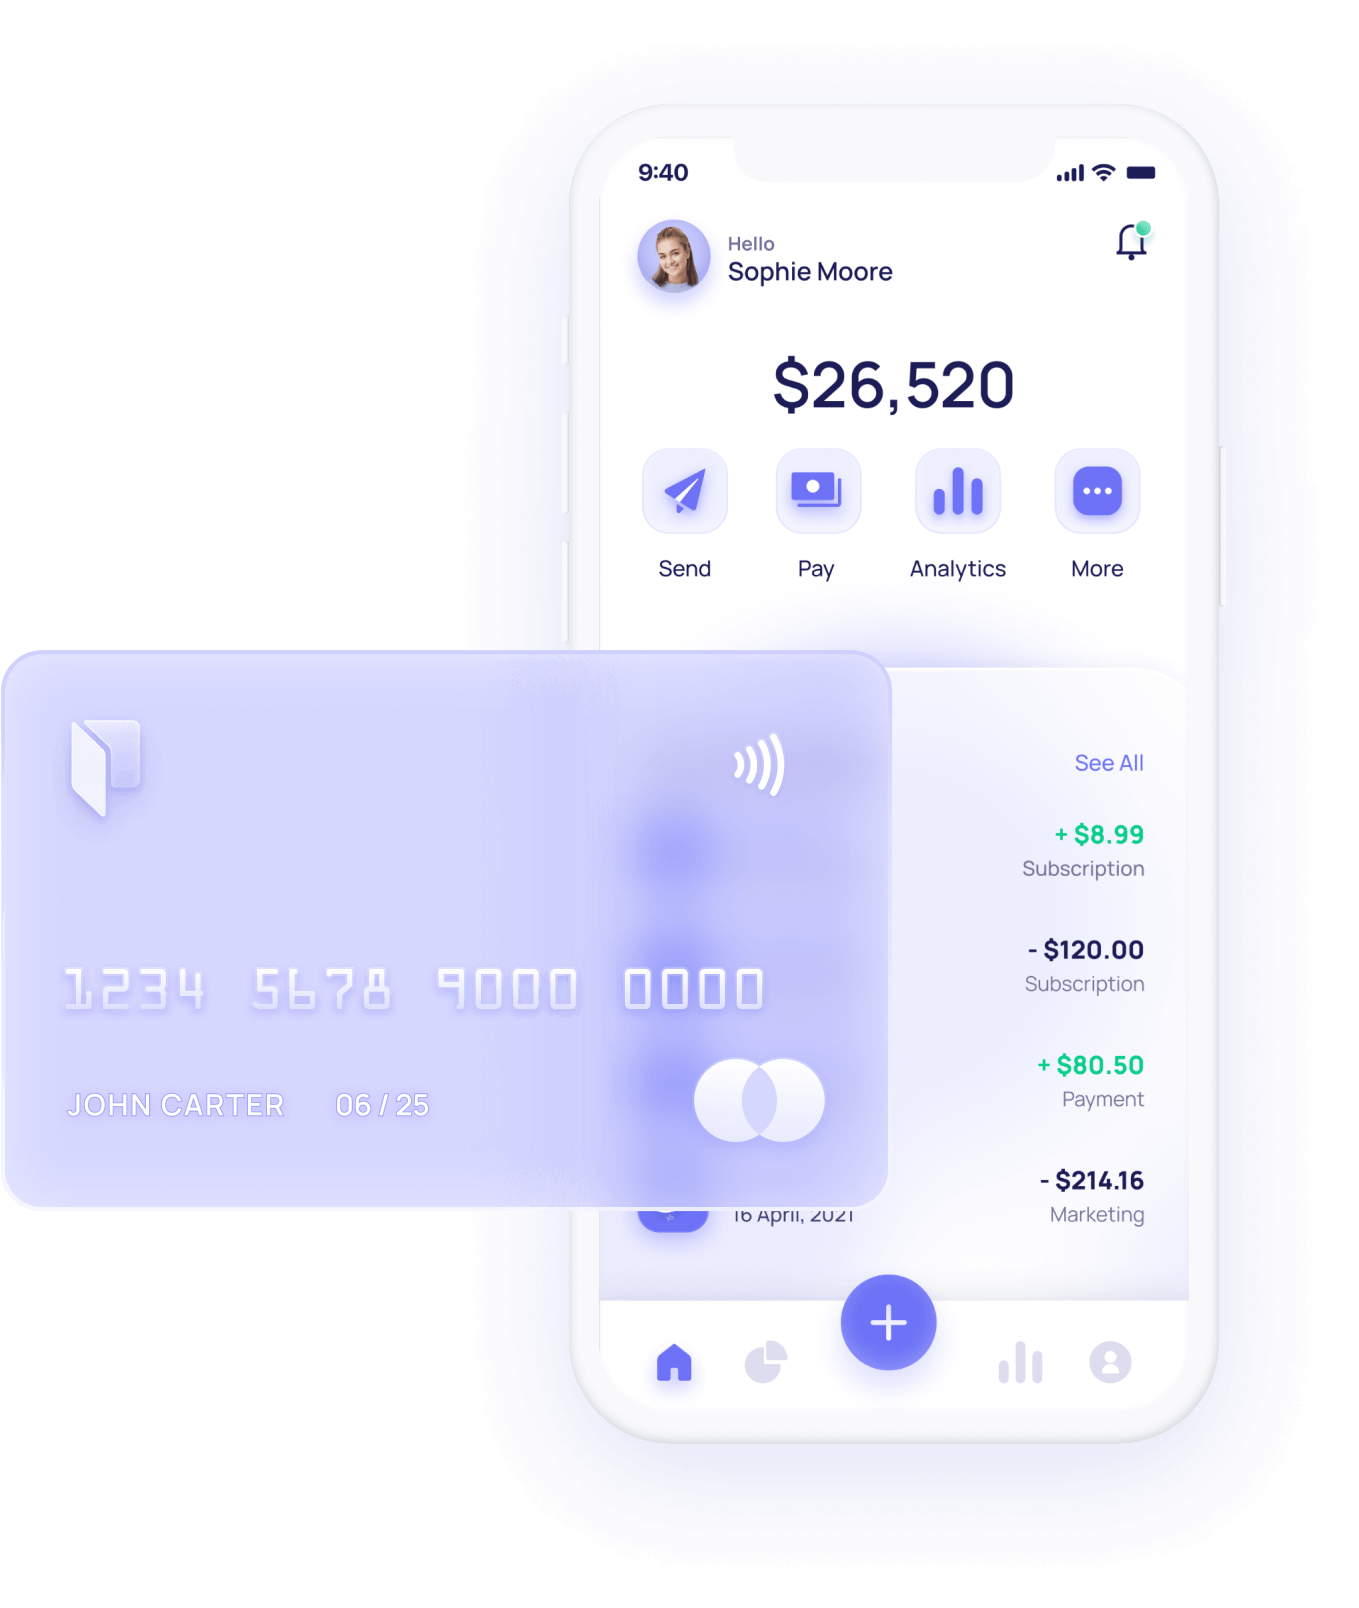 9:40
Hello
Sophie Moore
$26,520
Send
Pay
Analytics
More
See All
+ $8.99
Subscription
- $120.00
Subscription
+ $80.50
Payment
- $214.16
Marketing
16 April, 2021
1234 5678 9000 0000
JOHN CARTER 06 / 25